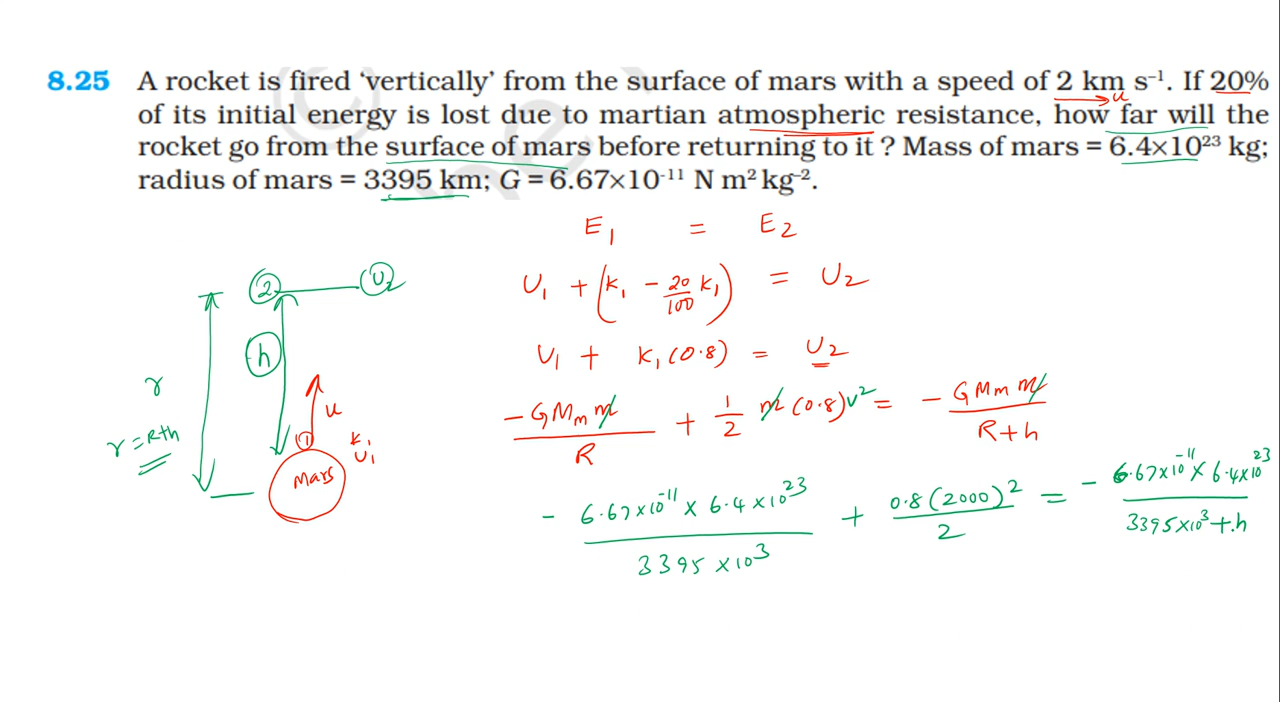 8.25 A rocket is fired ‘vertically’ from the surface of mars with a speed of 2 km s⁻¹. If 20%
of its initial energy is lost due to martian atmospheric resistance, how far will the
rocket go from the surface of mars before returning to it ? Mass of mars = 6.4×10²³ kg;
radius of mars = 3395 km; G = 6.67×10⁻¹¹ N m² kg⁻².
u
E₁ = E₂
U₁ + (K₁ − 20/100 K₁) = U₂
U₁ + K₁(0.8) = U₂
−GMm m/R + 1/2 m(0.8)v² = −GMm m/R+h
− 6.67×10⁻¹¹ × 6.4×10²³/3395×10³ + 0.8(2000)²/2 = − 6.67×10⁻¹¹ × 6.4×10²³/3395×10³+h
2 U₂
h
r
r = R+h
u
1 K₁
U₁
Mars